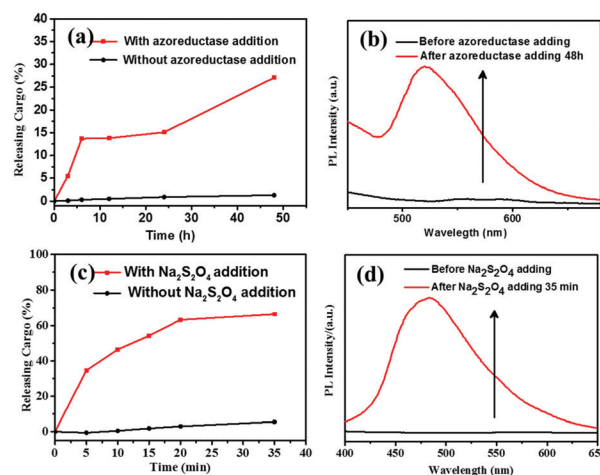 (a)
With azoreductase addition
Without azoreductase addition
Releasing Cargo (%)
40
35
30
25
20
15
10
5
0
0 10 20 30 40 50
Time (h)
(b)
Before azoreductase adding
After azoreductase adding 48h
PL Intensity (a.u.)
500 600
Wavelegth (nm)
(c)
With Na₂S₂O₄ addition
Without Na₂S₂O₄ addition
Releasing Cargo (%)
100
80
60
40
20
0
0 5 10 15 20 25 30 35 40
Time (min)
(d)
Before Na₂S₂O₄ adding
After Na₂S₂O₄ adding 35 min
PL Intensity/(a.u.)
400 450 500 550 600 650
Wavelength (nm)